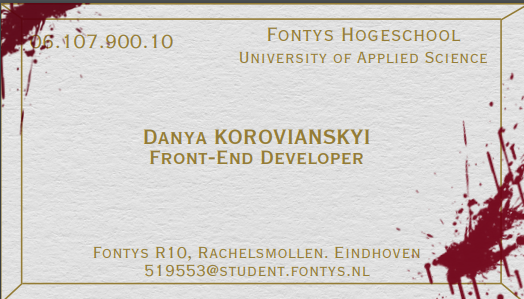 06.107.900.10
Fontys Hogeschool
University of Applied Science
Danya KOROVIANSKYI
Front-End Developer
Fontys R10, Rachelsmollen. Eindhoven
519553@student.fontys.nl